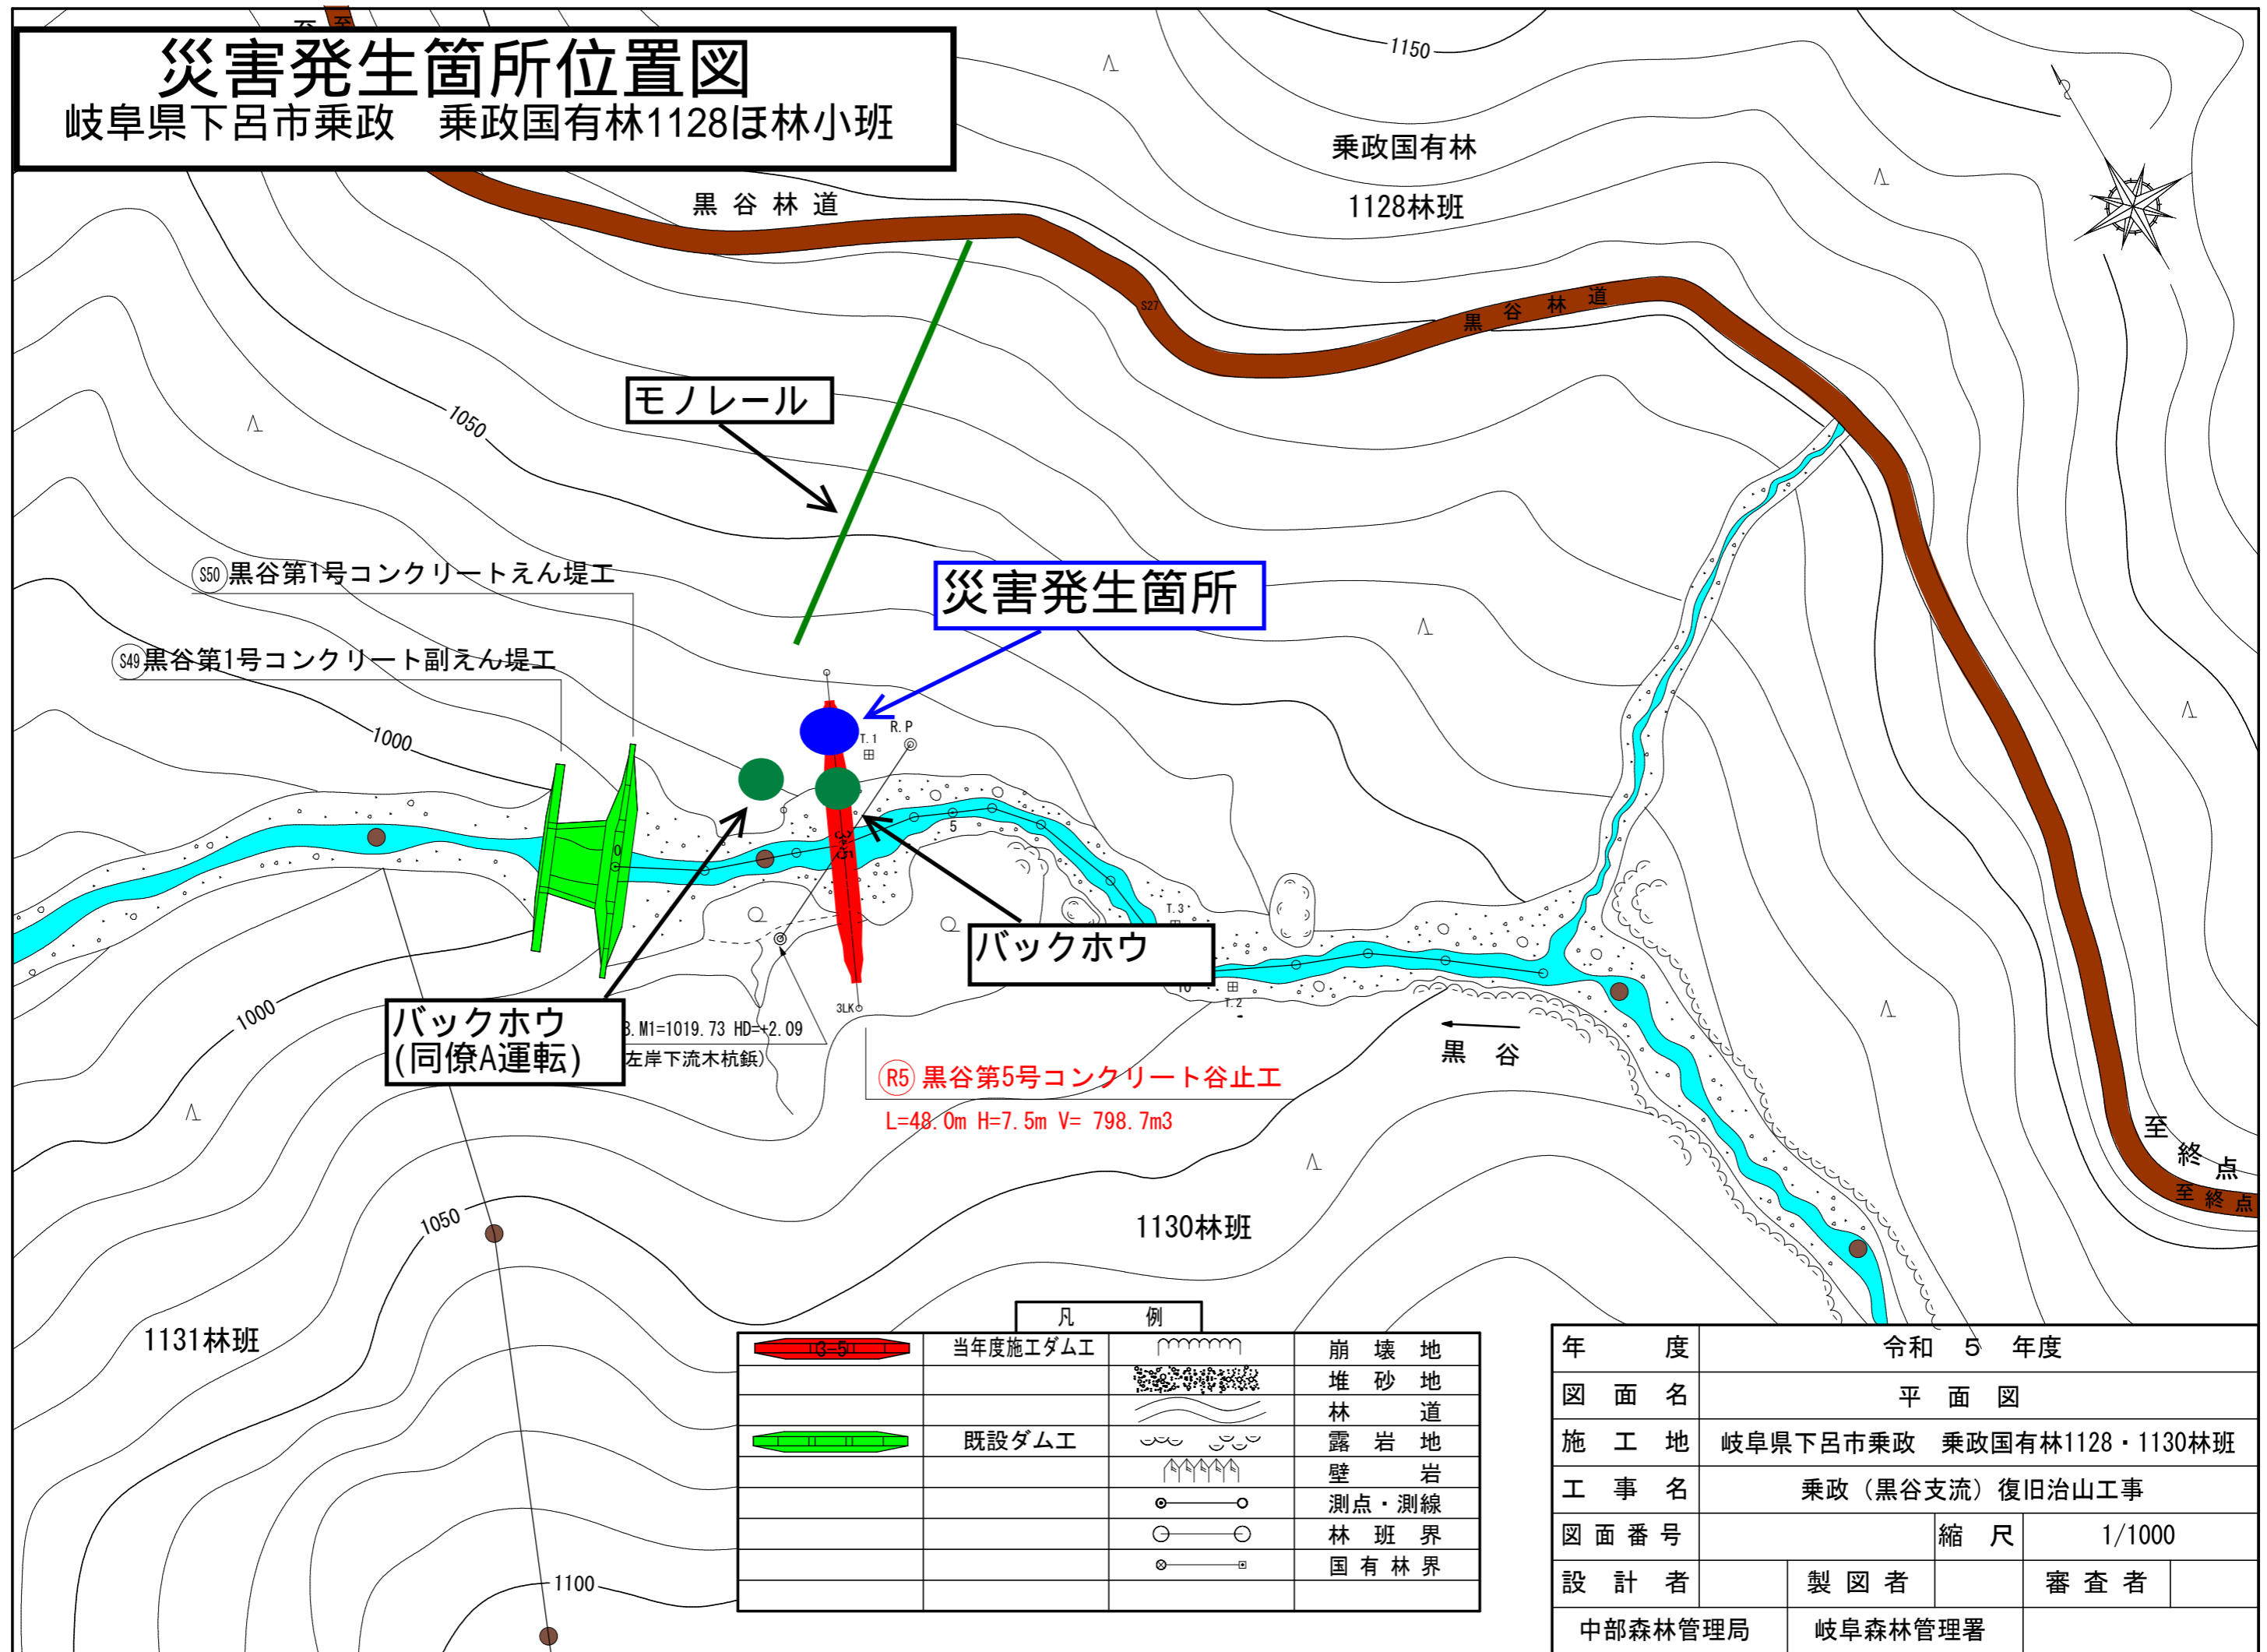 災害発生箇所位置図
岐阜県下呂市乗政　乗政国有林1128ほ林小班
1150
乗政国有林
1128林班
黒谷林道
S27
黒谷林道
モノレール
1050
災害発生箇所
S50 黒谷第1号コンクリートえん堤工
S49 黒谷第1号コンクリート副えん堤工
1000
R.P
T.1
3-5
0
5
T.3
バックホウ
10
T.2
1000
3LK
バックホウ
(同僚A運転)
.M1=1019.73 HD=+2.09
左岸下流木杭鋲)
黒　谷
R5 黒谷第5号コンクリート谷止工
L=48.0m H=7.5m V= 798.7m3
至
終点
至終点
1050
1130林班
1131林班
1100
凡　例
3-5 当年度施工ダム工 崩壊地
堆砂地
林道
既設ダム工 露岩地
壁岩
測点・測線
林班界
国有林界
年度 令和　5　年度
図面名 平面図
施工地 岐阜県下呂市乗政　乗政国有林1128・1130林班
工事名 乗政（黒谷支流）復旧治山工事
図面番号 縮尺 1/1000
設計者 製図者 審査者
中部森林管理局 岐阜森林管理署